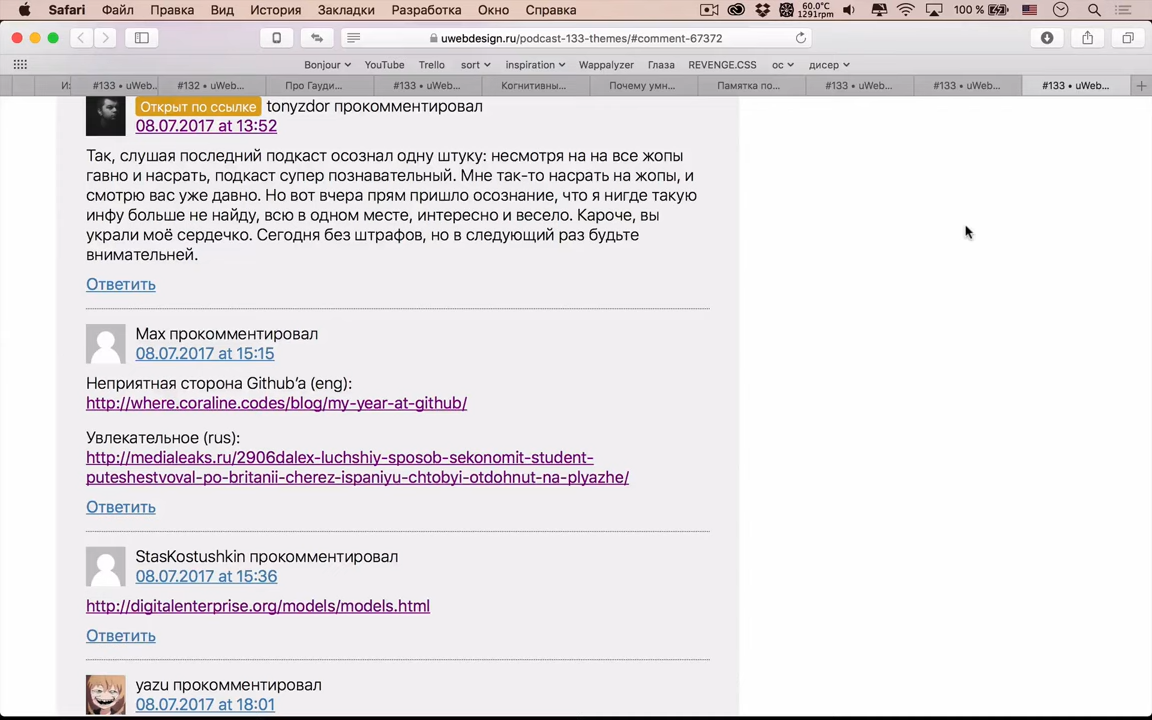 Safari Файл Правка Вид История Закладки Разработка Окно Справка 60.0°C 1291rpm 100 %
uwebdesign.ru/podcast-133-themes/#comment-67372
Bonjour YouTube Trello sort inspiration Wappalyzer Глаза REVENGE.CSS ос дисер
И: #133 • uWeb... #132 • uWeb... Про Гауди... #133 • uWeb... Когнитивны... Почему умн... Памятка по... #133 • uWeb... #133 • uWeb... #133 • uWeb...
Открыт по ссылке tonyzdor прокомментировал
08.07.2017 at 13:52
Так, слушая последний подкаст осознал одну штуку: несмотря на на все жопы
гавно и насрать, подкаст супер познавательный. Мне так-то насрать на жопы, и
смотрю вас уже давно. Но вот вчера прям пришло осознание, что я нигде такую
инфу больше не найду, всю в одном месте, интересно и весело. Кароче, вы
украли моё сердечко. Сегодня без штрафов, но в следующий раз будьте
внимательней.
Ответить
Max прокомментировал
08.07.2017 at 15:15
Неприятная сторона Github’a (eng):
http://where.coraline.codes/blog/my-year-at-github/
Увлекательное (rus):
http://medialeaks.ru/2906dalex-luchshiy-sposob-sekonomit-student-
puteshestvoval-po-britanii-cherez-ispaniyu-chtobyi-otdohnut-na-plyazhe/
Ответить
StasKostushkin прокомментировал
08.07.2017 at 15:36
http://digitalenterprise.org/models/models.html
Ответить
yazu прокомментировал
08.07.2017 at 18:01